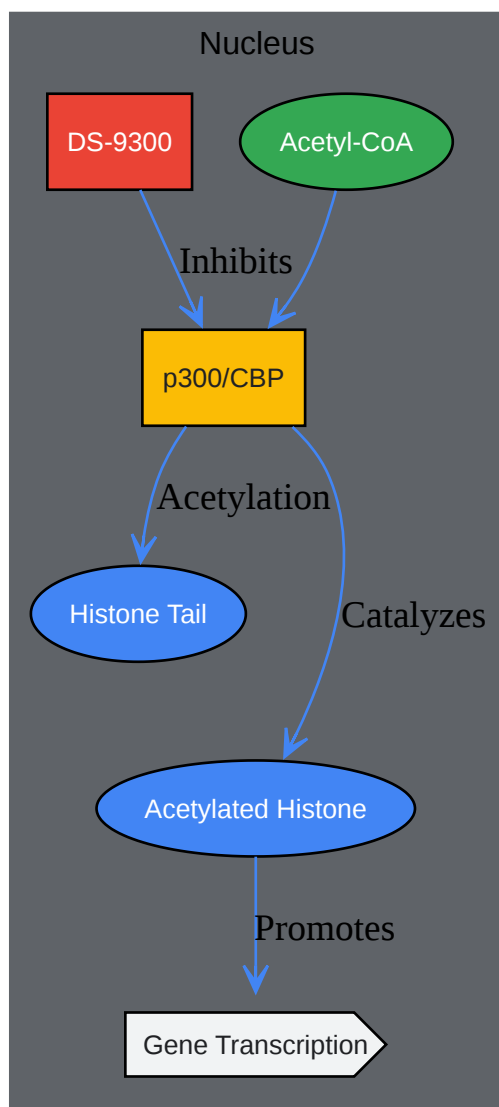 Nucleus
DS-9300
Acetyl-CoA
Inhibits
p300/CBP
Acetylation
Histone Tail
Catalyzes
Acetylated Histone
Promotes
Gene Transcription